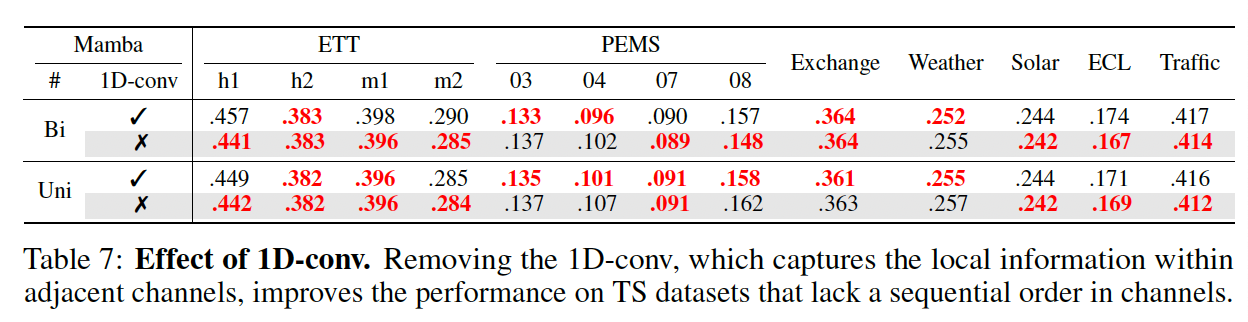 Mamba ETT PEMS Exchange Weather Solar ECL Traffic
# 1D-conv h1 h2 m1 m2 03 04 07 08
Bi ✓ .457 .383 .398 .290 .133 .096 .090 .157 .364 .252 .244 .174 .417
✗ .441 .383 .396 .285 .137 .102 .089 .148 .364 .255 .242 .167 .414
Uni ✓ .449 .382 .396 .285 .135 .101 .091 .158 .361 .255 .244 .171 .416
✗ .442 .382 .396 .284 .137 .107 .091 .162 .363 .257 .242 .169 .412
Table 7: Effect of 1D-conv. Removing the 1D-conv, which captures the local information within
adjacent channels, improves the performance on TS datasets that lack a sequential order in channels.